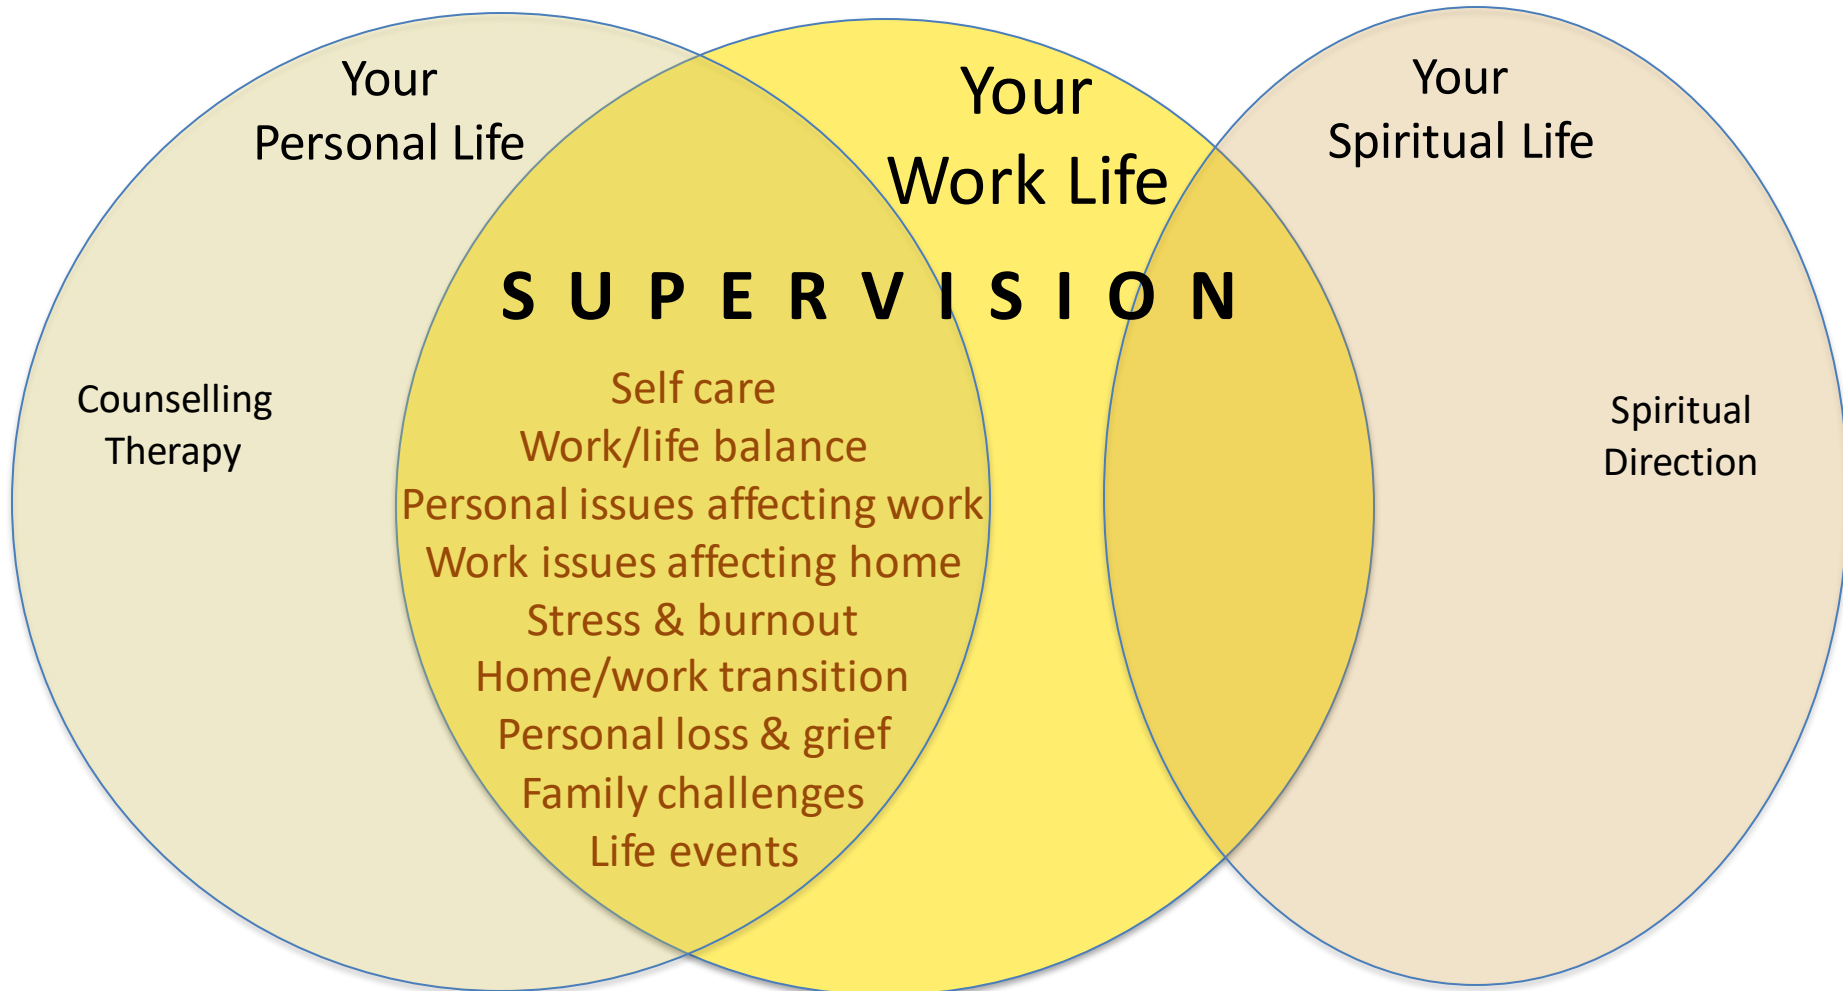 Your
Personal Life
Your
Work Life
Your
Spiritual Life
SUPERVISION
Counselling
Therapy
Self care
Work/life balance
Personal issues affecting work
Work issues affecting home
Stress & burnout
Home/work transition
Personal loss & grief
Family challenges
Life events
Spiritual
Direction